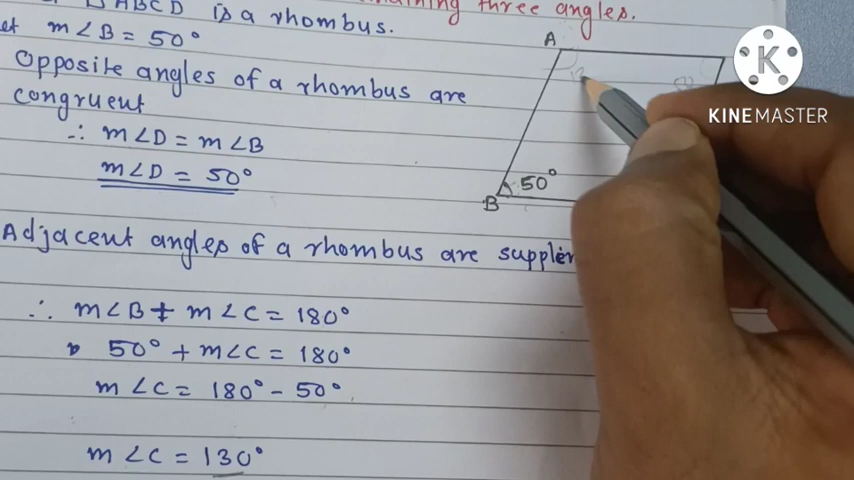 ABCD is a rhombus.
three angles.
m∠B = 50°
Opposite angles of a rhombus are
congruent
∴ m∠D = m∠B
m∠D = 50°
Adjacent angles of a rhombus are
∴ m∠B + m∠C = 180°
50° + m∠C = 180°
m∠C = 180° - 50°
m∠C = 130°
A
B
50°
K
KINEMASTER